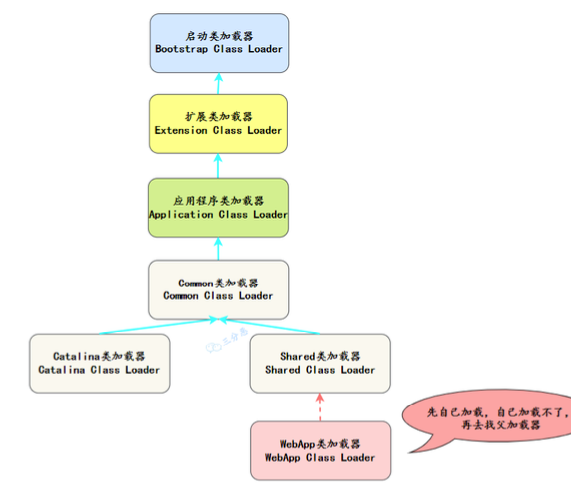 启动类加载器
Bootstrap Class Loader
扩展类加载器
Extension Class Loader
应用程序类加载器
Application Class Loader
Common类加载器
Common Class Loader
三分恶
Catalina类加载器
Catalina Class Loader
Shared类加载器
Shared Class Loader
先自已加载，自已加载不了，
再去找父加载器
WebApp类加载器
WebApp Class Loader